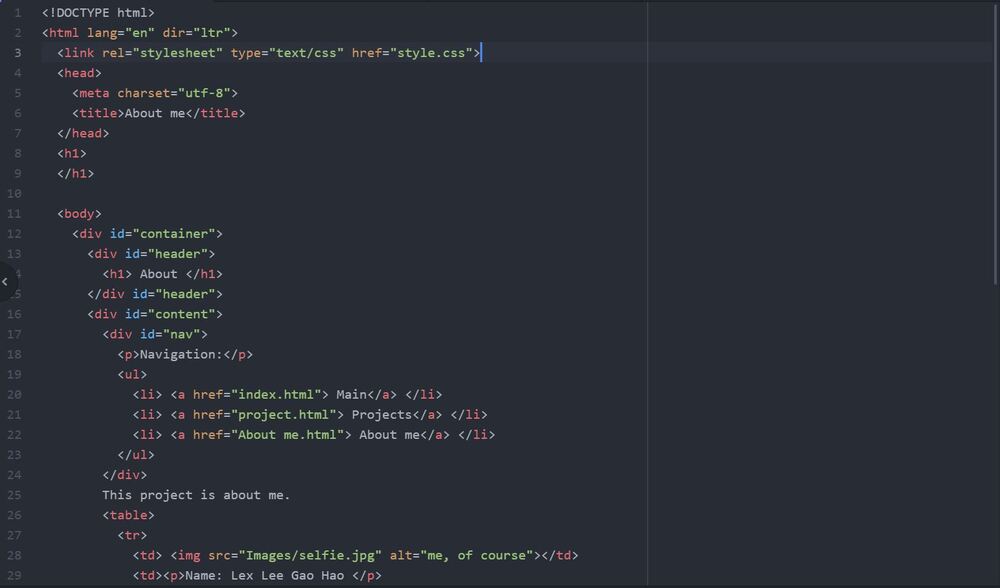 1 <!DOCTYPE html>
2 <html lang="en" dir="ltr">
3 <link rel="stylesheet" type="text/css" href="style.css">
4 <head>
5 <meta charset="utf-8">
6 <title>About me</title>
7 </head>
8 <h1>
9 </h1>
10
11 <body>
12 <div id="container">
13 <div id="header">
14 <h1> About </h1>
15 </div id="header">
16 <div id="content">
17 <div id="nav">
18 <p>Navigation:</p>
19 <ul>
20 <li> <a href="index.html"> Main</a> </li>
21 <li> <a href="project.html"> Projects</a> </li>
22 <li> <a href="About me.html"> About me</a> </li>
23 </ul>
24 </div>
25 This project is about me.
26 <table>
27 <tr>
28 <td> <img src="Images/selfie.jpg" alt="me, of course"></td>
29 <td><p>Name: Lex Lee Gao Hao </p>